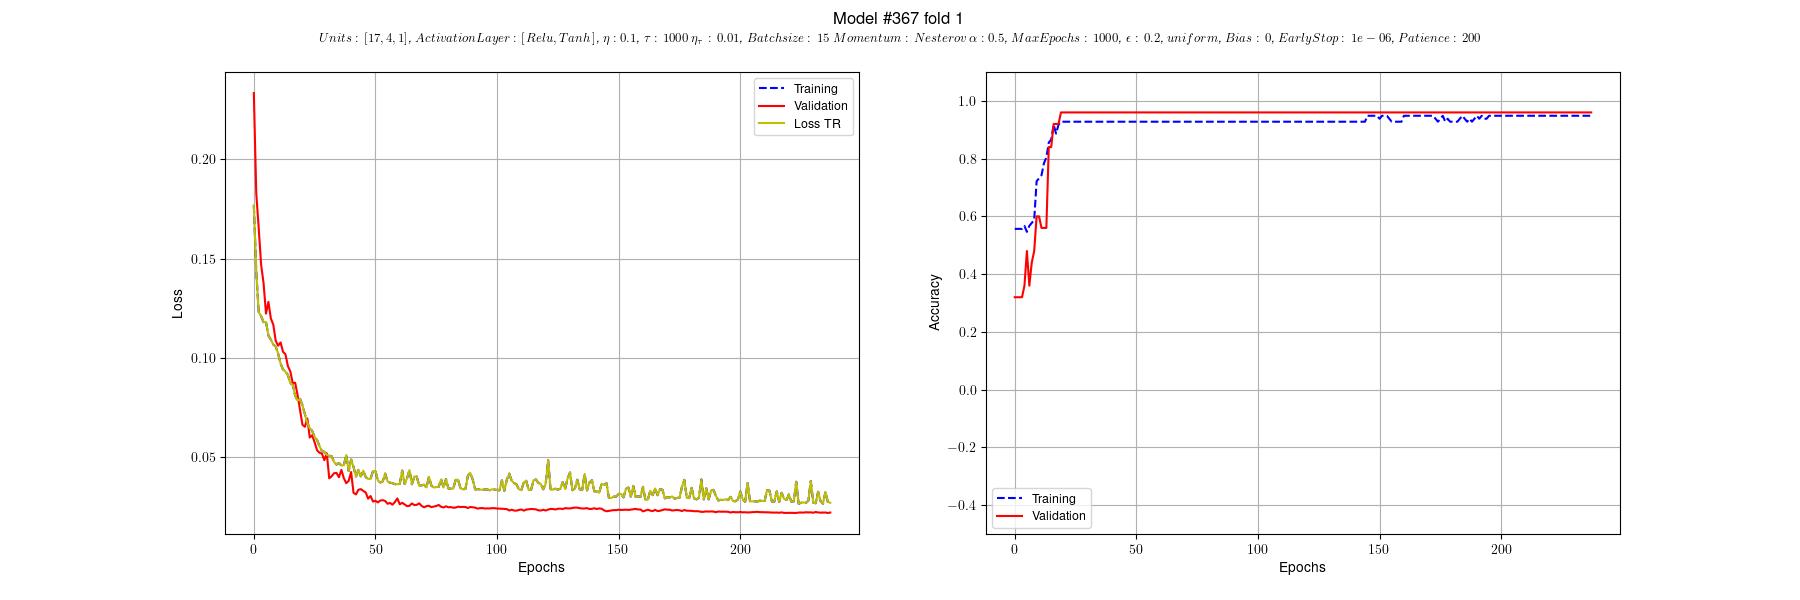 Model #367 fold 1
Units : [17, 4, 1], ActivationLayer : [Relu, Tanh], η : 0.1, τ : 1000 ητ : 0.01, Batchsize : 15 Momentum : Nesterov α : 0.5, MaxEpochs : 1000, ϵ : 0.2, uniform, Bias : 0, EarlyStop : 1e − 06, Patience : 200
Training
Validation
Loss TR
0.20
0.15
0.10
0.05
Loss
0
50
100
150
200
Epochs
1.0
0.8
0.6
0.4
0.2
0.0
−0.2
−0.4
Accuracy
Training
Validation
0
50
100
150
200
Epochs